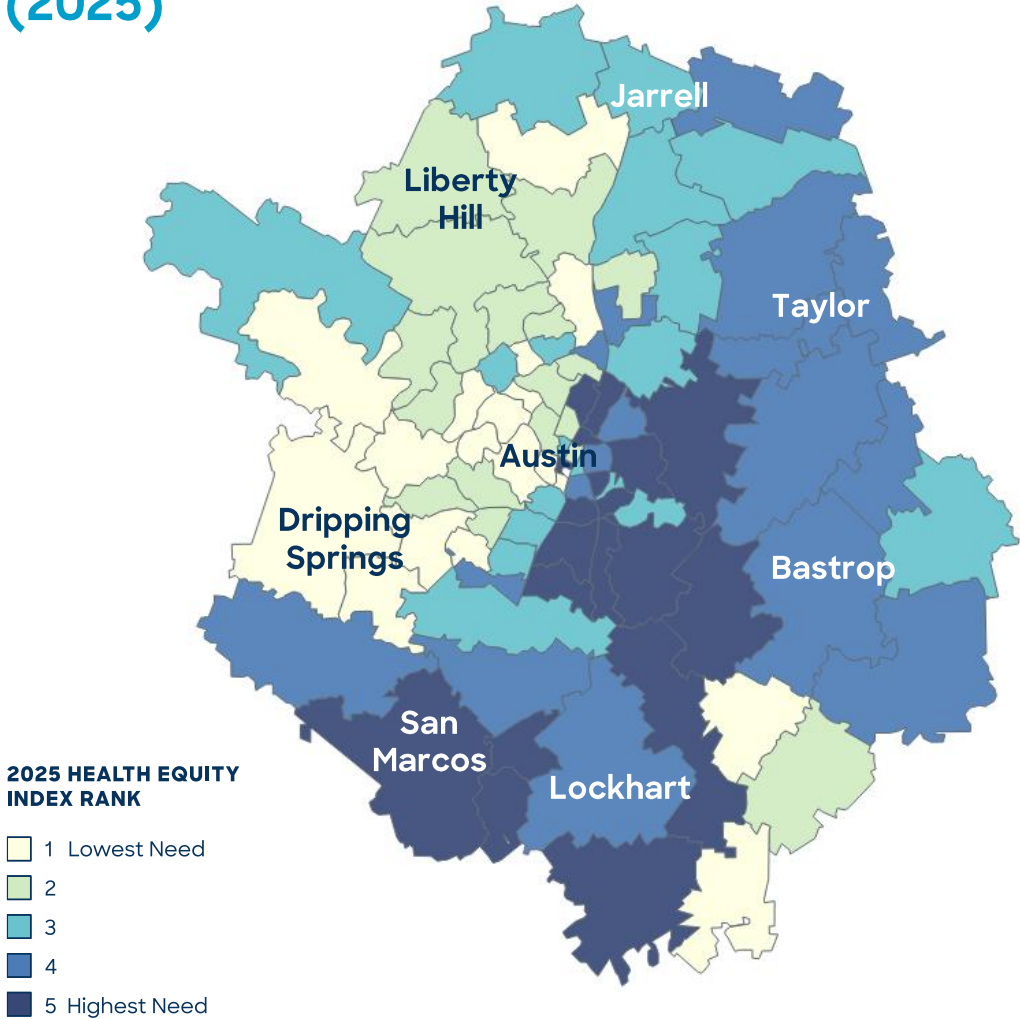 (2025)
Jarrell
Liberty
Hill
Taylor
Austin
Dripping
Springs
Bastrop
San
Marcos
Lockhart
2025 HEALTH EQUITY
INDEX RANK
1 Lowest Need
2
3
4
5 Highest Need